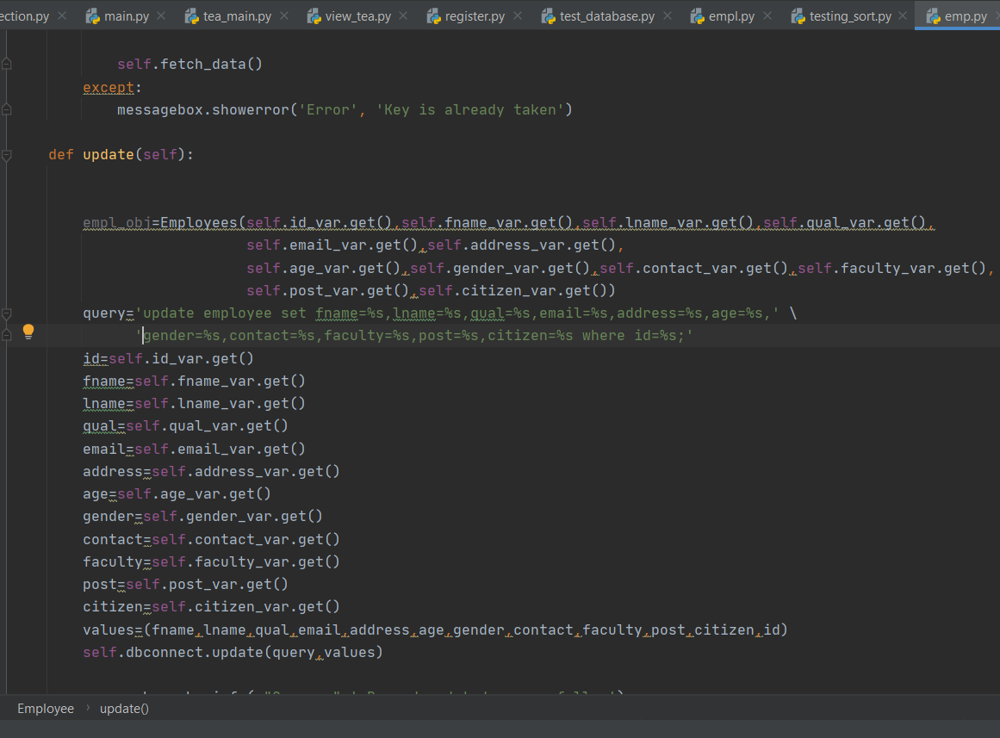 ection.py main.py tea_main.py view_tea.py register.py test_database.py empl.py testing_sort.py emp.py
self.fetch_data()
except:
messagebox.showerror('Error', 'Key is already taken')
def update(self):
empl_obj=Employees(self.id_var.get(),self.fname_var.get(),self.lname_var.get(),self.qual_var.get(),
self.email_var.get(),self.address_var.get(),
self.age_var.get(),self.gender_var.get(),self.contact_var.get(),self.faculty_var.get(),
self.post_var.get(),self.citizen_var.get())
query='update employee set fname=%s,lname=%s,qual=%s,email=%s,address=%s,age=%s,' \
'gender=%s,contact=%s,faculty=%s,post=%s,citizen=%s where id=%s;'
id=self.id_var.get()
fname=self.fname_var.get()
lname=self.lname_var.get()
qual=self.qual_var.get()
email=self.email_var.get()
address=self.address_var.get()
age=self.age_var.get()
gender=self.gender_var.get()
contact=self.contact_var.get()
faculty=self.faculty_var.get()
post=self.post_var.get()
citizen=self.citizen_var.get()
values=(fname,lname,qual,email,address,age,gender,contact,faculty,post,citizen,id)
self.dbconnect.update(query,values)
Employee › update()